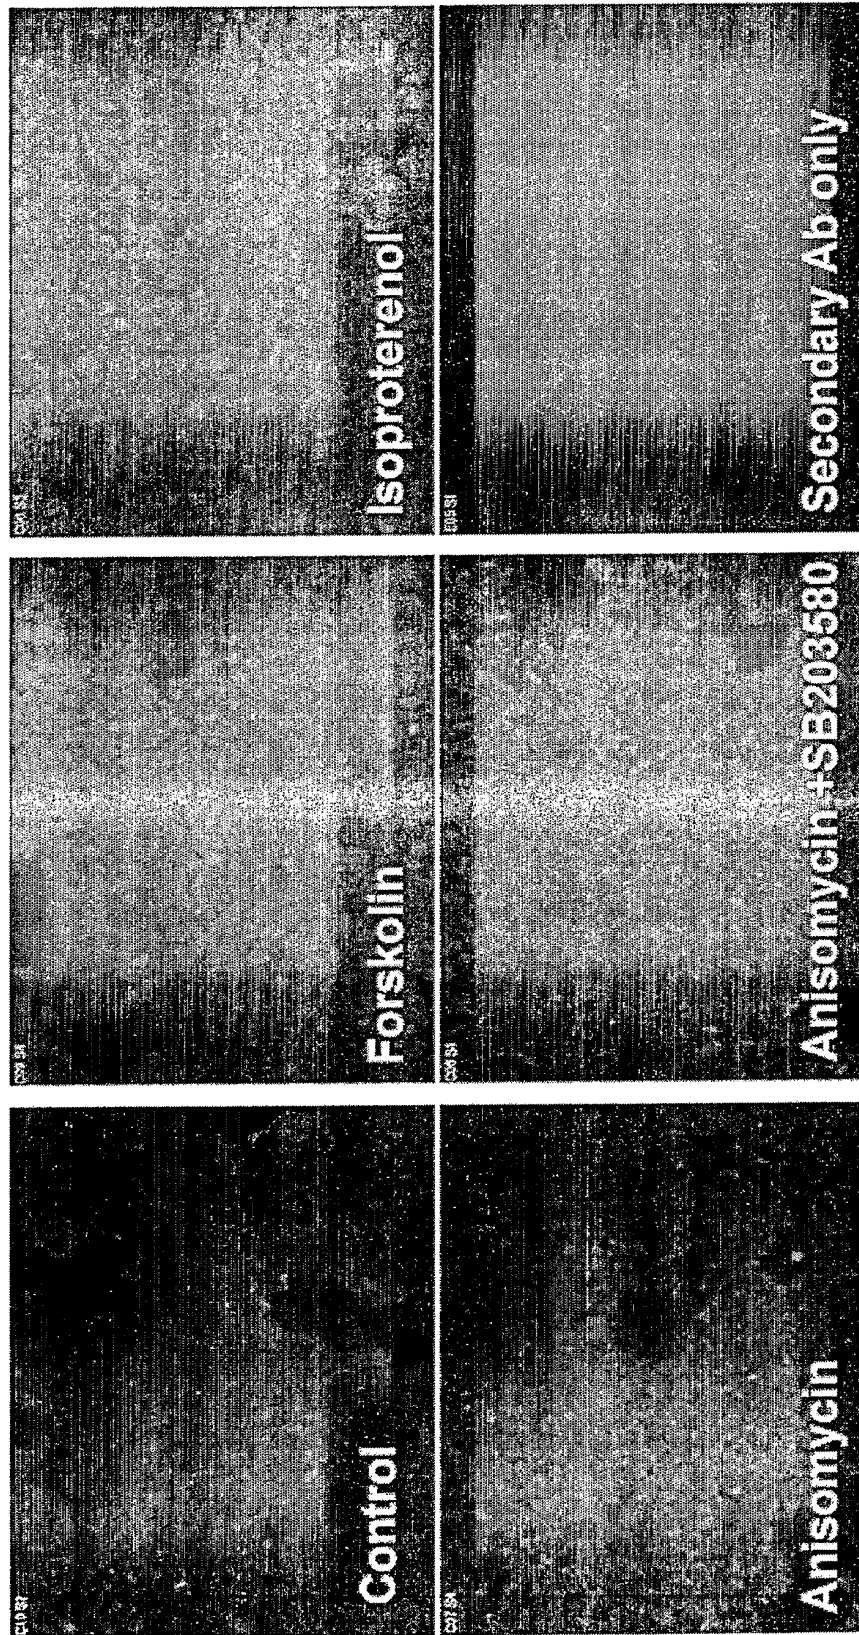 Control
Forskolin
Isoproterenol
Anisomycin
Anisomycin +SB203580
Secondary Ab only